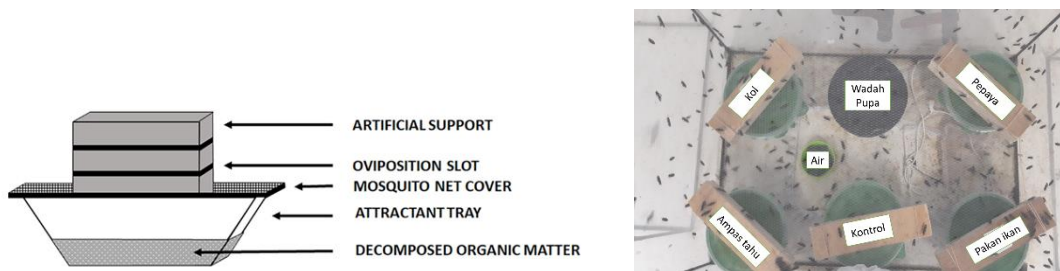 ARTIFICIAL SUPPORT
OVIPOSITION SLOT
MOSQUITO NET COVER
ATTRACTANT TRAY
DECOMPOSED ORGANIC MATTER
Koi
Wadah
Pupa
Pepaya
Air
Ampas tahu
Kontrol
Pakan ikan